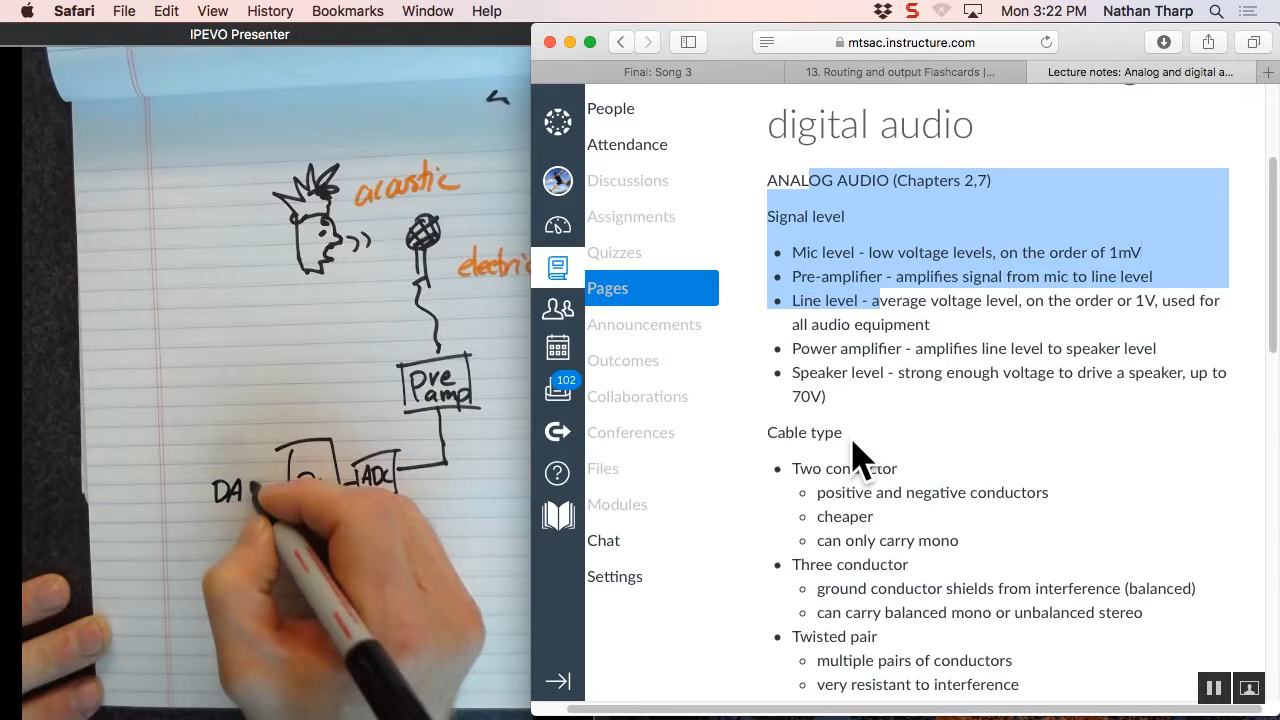 Safari File Edit View History Bookmarks Window Help Mon 3:22 PM Nathan Tharp
IPEVO Presenter
acoustic
electric
pre
amp
ADC
DA
mtsac.instructure.com
Final: Song 3
13. Routing and output Flashcards |...
Lecture notes: Analog and digital a...
102
People
Attendance
Discussions
Assignments
Quizzes
Pages
Announcements
Outcomes
Collaborations
Conferences
Files
Modules
Chat
Settings
digital audio
ANALOG AUDIO (Chapters 2,7)
Signal level
Mic level - low voltage levels, on the order of 1mV
Pre-amplifier - amplifies signal from mic to line level
Line level - average voltage level, on the order or 1V, used for
all audio equipment
Power amplifier - amplifies line level to speaker level
Speaker level - strong enough voltage to drive a speaker, up to
70V)
Cable type
Two conductor
positive and negative conductors
cheaper
can only carry mono
Three conductor
ground conductor shields from interference (balanced)
can carry balanced mono or unbalanced stereo
Twisted pair
multiple pairs of conductors
very resistant to interference